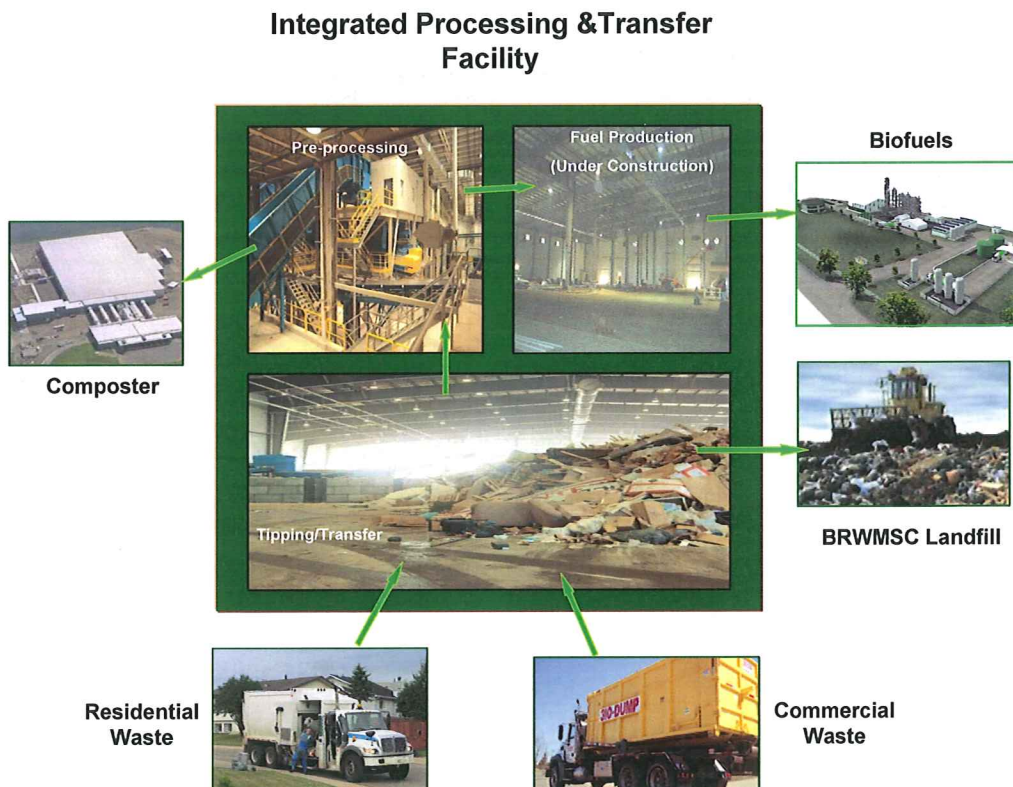 Integrated Processing &Transfer
Facility
Pre-processing
Fuel Production
(Under Construction)
Biofuels
Composter
Tipping/Transfer
BRWMSC Landfill
Residential
Waste
BIO-DUMP
Commercial
Waste